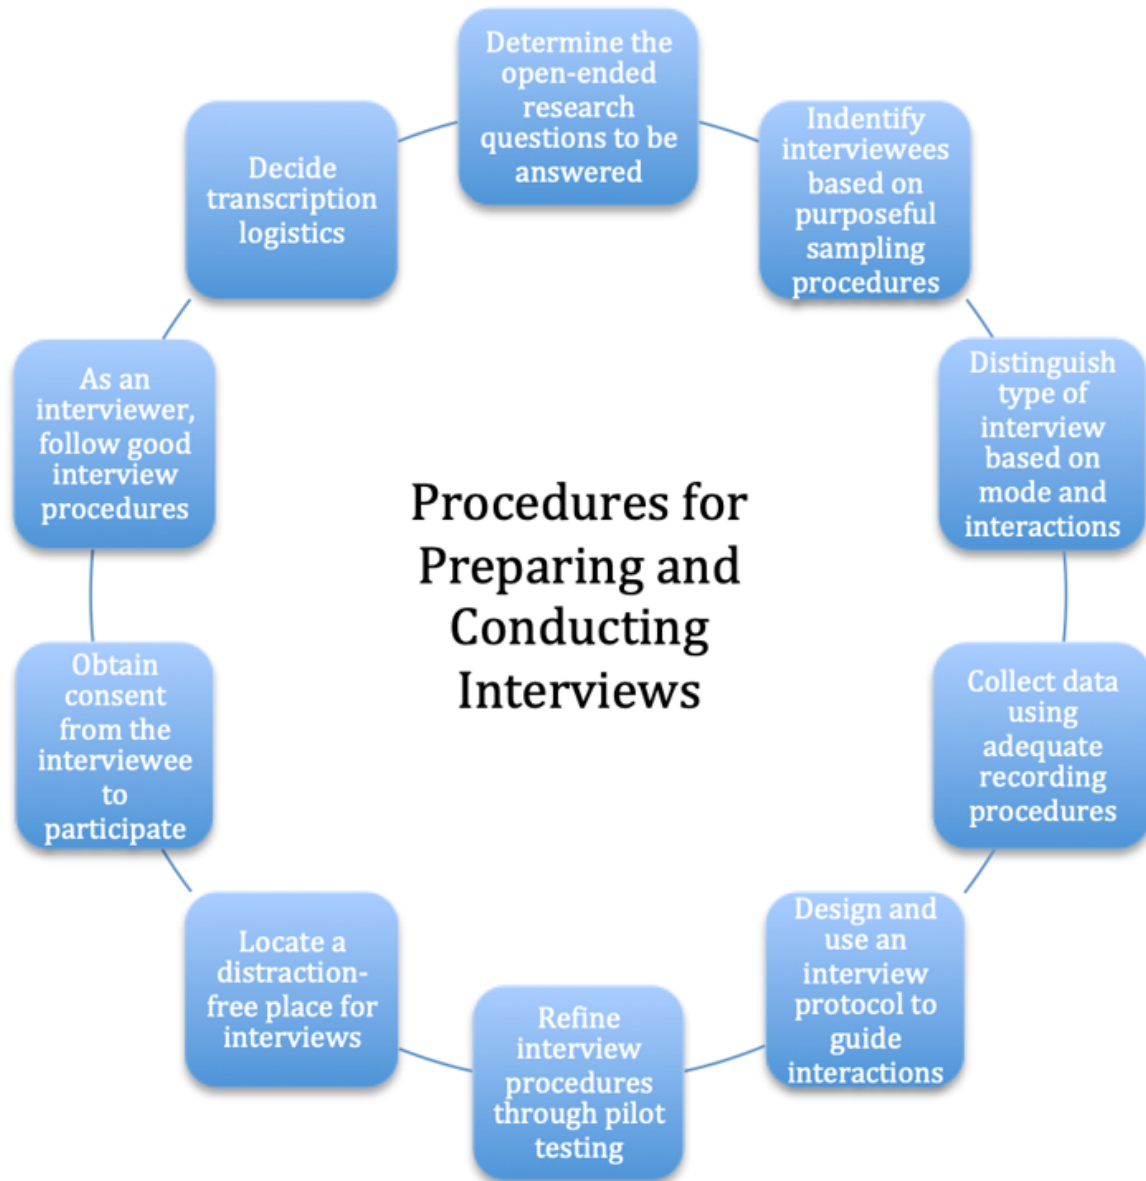 Determine the
open-ended
research
questions to be
answered
Indentify
interviewees
based on
purposeful
sampling
procedures
Distinguish
type of
interview
based on
mode and
interactions
Collect data
using
adequate
recording
procedures
Design and
use an
interview
protocol to
guide
interactions
Refine
interview
procedures
through pilot
testing
Locate a
distraction-
free place for
interviews
Obtain
consent
from the
interviewee
to
participate
As an
interviewer,
follow good
interview
procedures
Decide
transcription
logistics
Procedures for
Preparing and
Conducting
Interviews